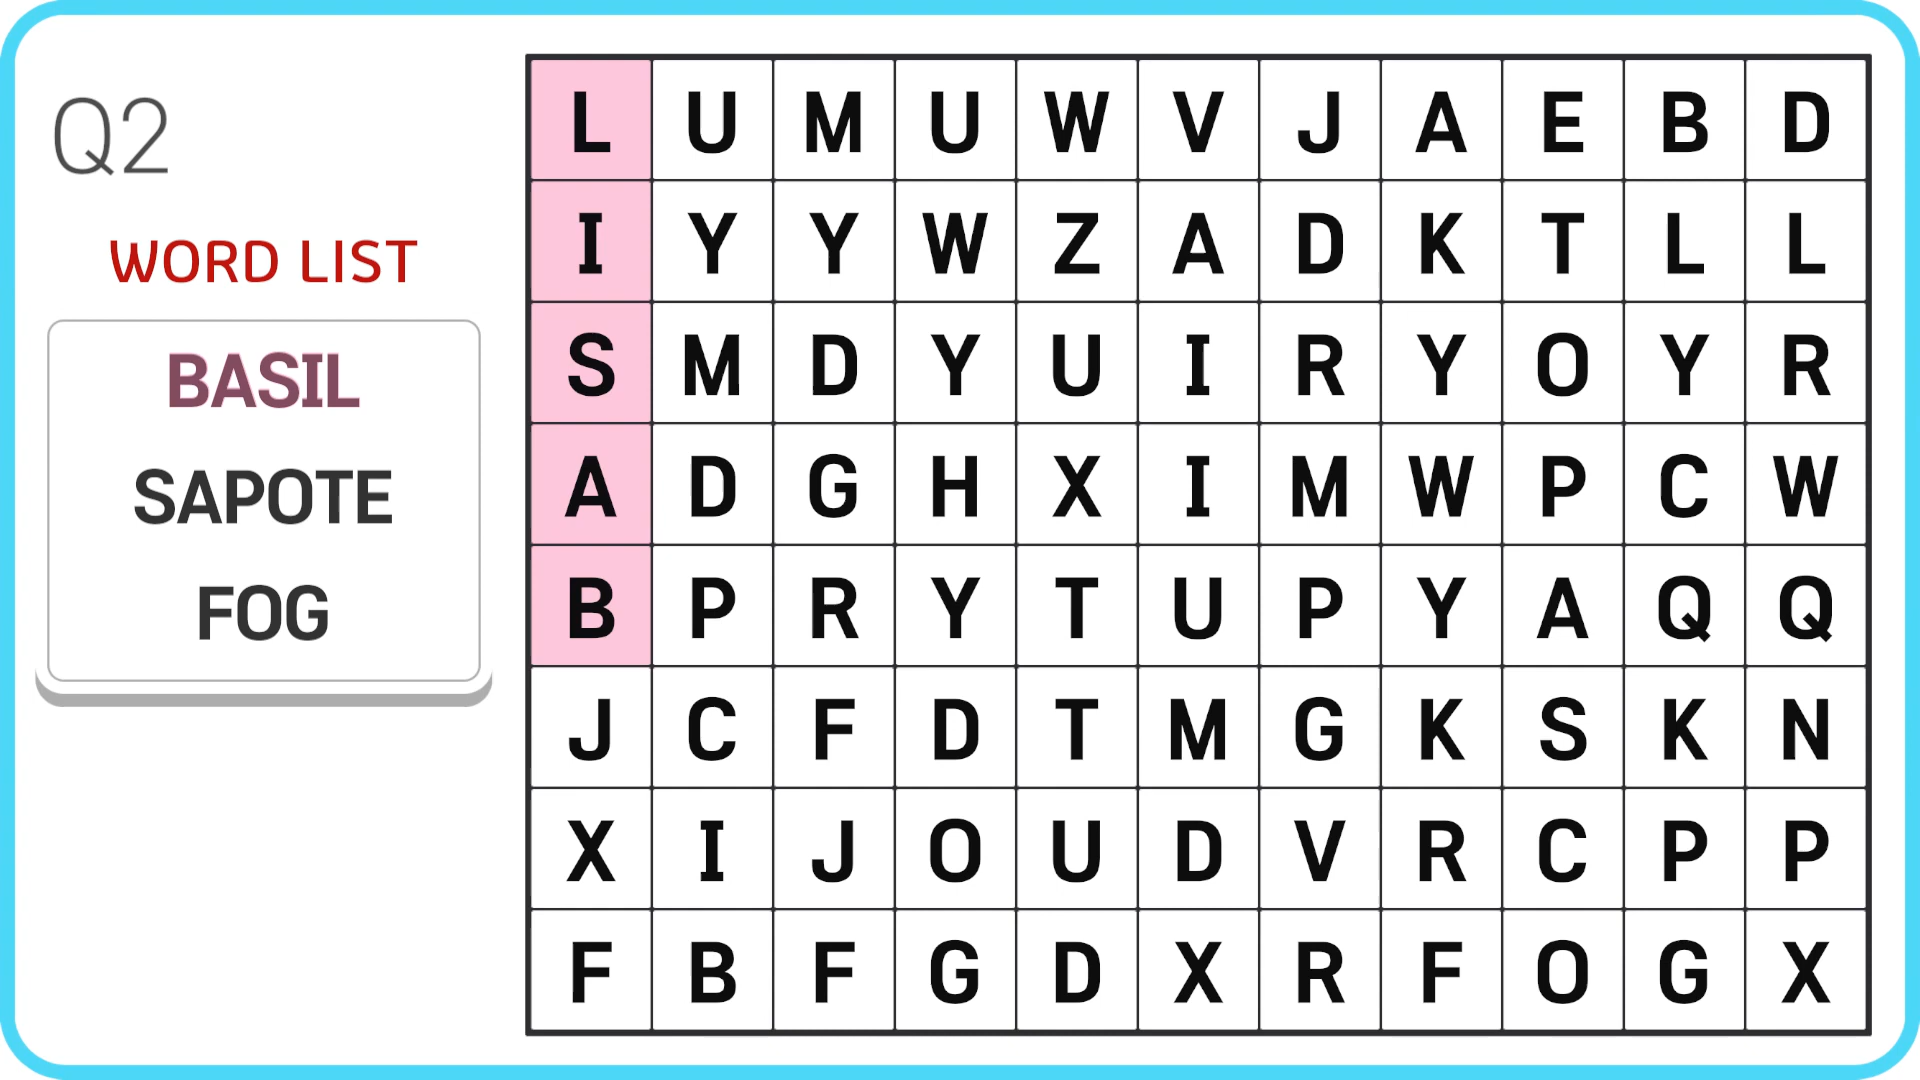 Q2
WORD LIST
BASIL
SAPOTE
FOG
L U M U W V J A E B D
I Y Y W Z A D K T L L
S M D Y U I R Y O Y R
A D G H X I M W P C W
B P R Y T U P Y A Q Q
J C F D T M G K S K N
X I J O U D V R C P P
F B F G D X R F O G X